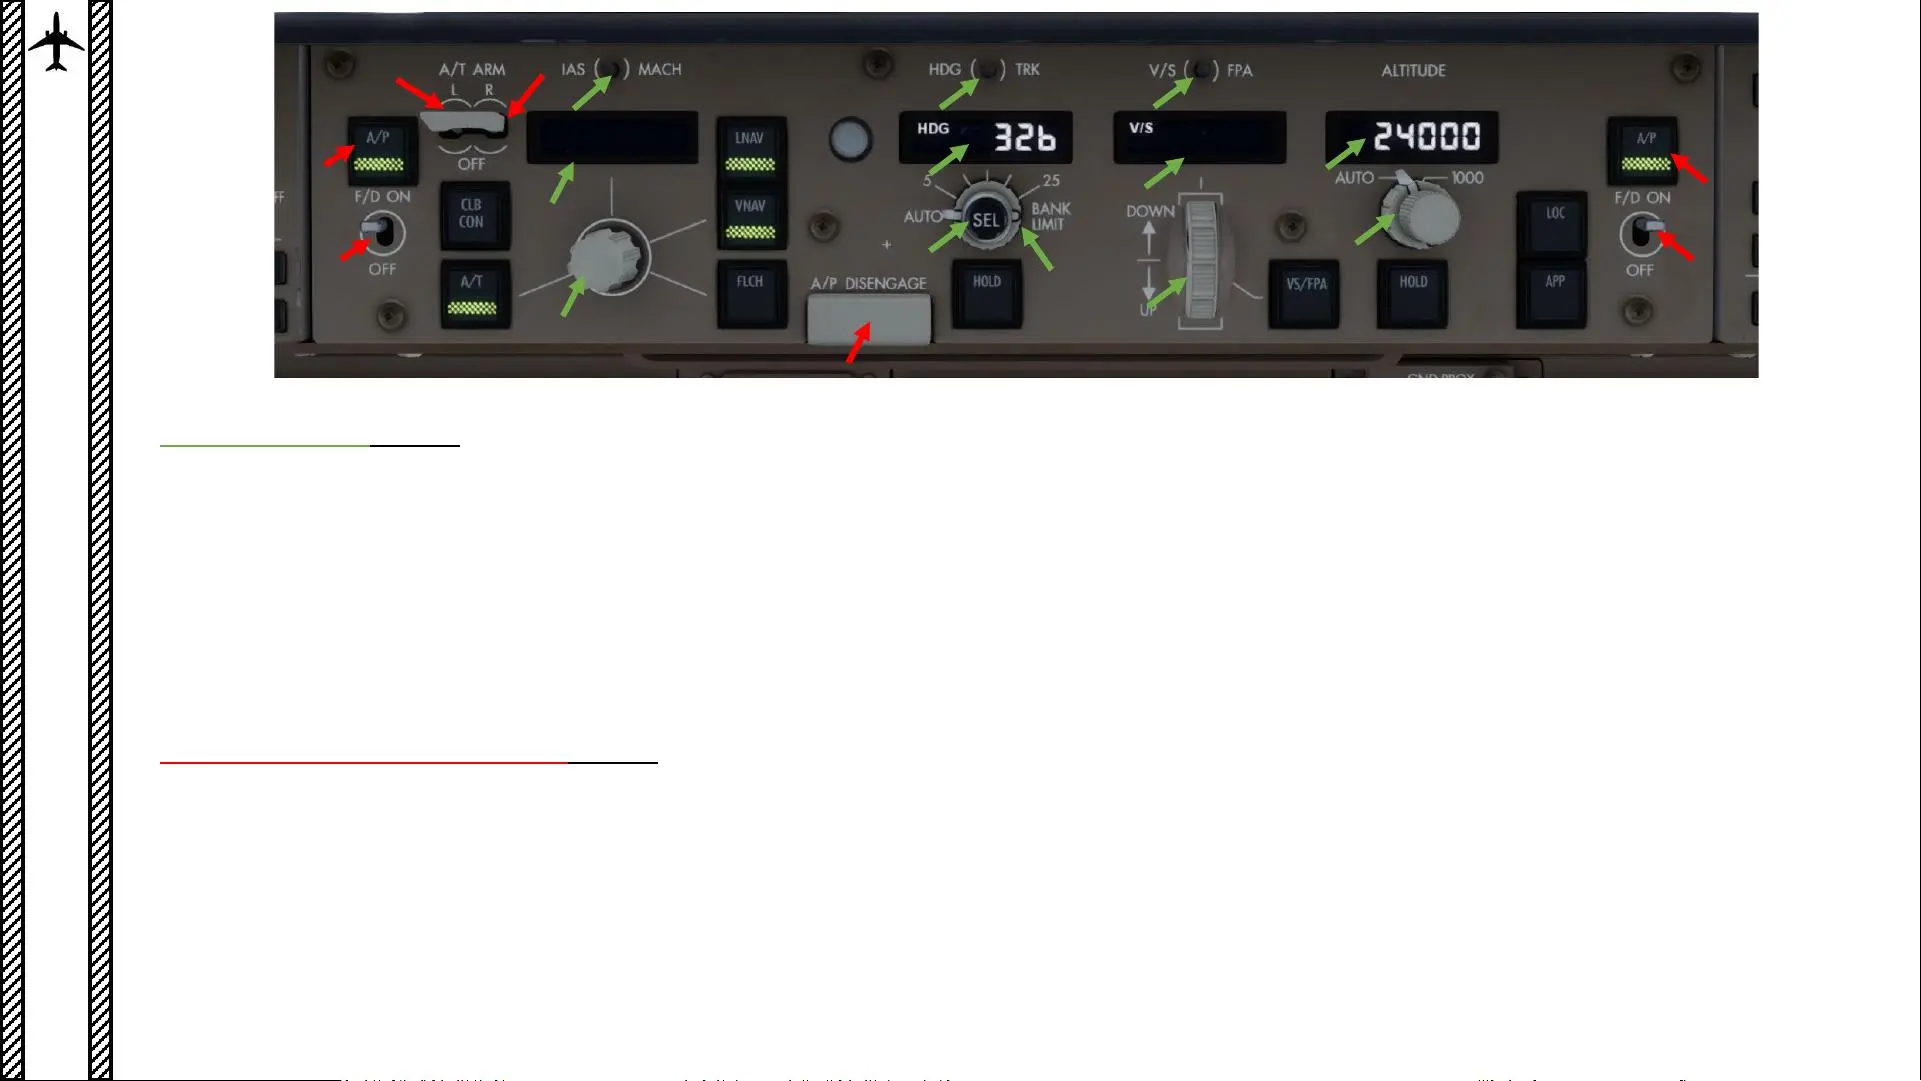 A/T ARM
IAS ( ) MACH
HDG ( ) TRK
V/S ( ) FPA
ALTITUDE
L R
A/P
HDG 326
V/S
24000
A/P
LNAV
OFF
F/D ON
OFF
CLB
CON
A/T
VNAV
FLCH
5
25
AUTO
SEL
BANK
LIMIT
A/P DISENGAGE
HOLD
DOWN
UP
VS/FPA
AUTO
1000
HOLD
LOC
APP
F/D ON
OFF